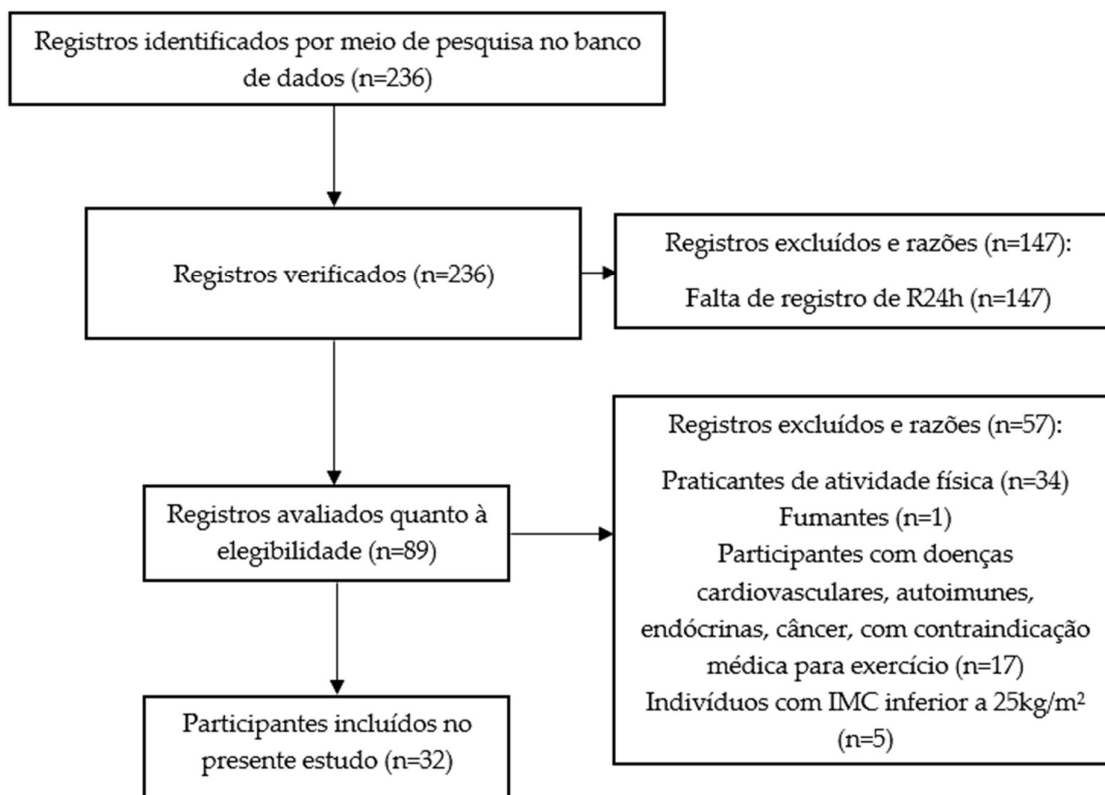 Registros identificados por meio de pesquisa no banco
de dados (n=236)
Registros verificados (n=236)
Registros excluídos e razões (n=147):
Falta de registro de R24h (n=147)
Registros avaliados quanto à
elegibilidade (n=89)
Registros excluídos e razões (n=57):
Praticantes de atividade física (n=34)
Fumantes (n=1)
Participantes com doenças
cardiovasculares, autoimunes,
endócrinas, câncer, com contraindicação
médica para exercício (n=17)
Indivíduos com IMC inferior a 25kg/m²
(n=5)
Participantes incluídos no
presente estudo (n=32)